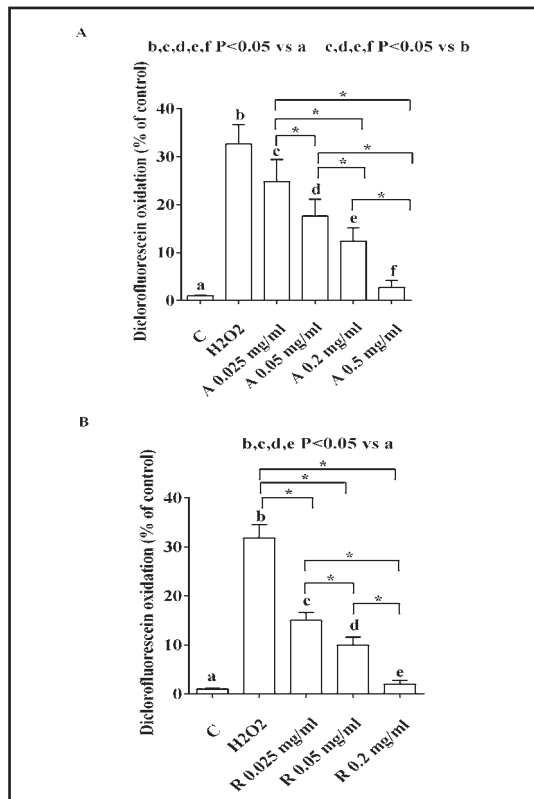 A
b,c,d,e,f P<0.05 vs a c,d,e,f P<0.05 vs b
Diclorofluorescein oxidation (% of control)
40
30
20
10
0
a
b
c
d
e
f
*
*
*
*
*
*
C
H2O2
A 0.025 mg/ml
A 0.05 mg/ml
A 0.2 mg/ml
A 0.5 mg/ml
B
b,c,d,e P<0.05 vs a
Diclorofluorescein oxidation (% of control)
40
30
20
10
0
a
b
c
d
e
*
*
*
*
*
*
C
H2O2
R 0.025 mg/ml
R 0.05 mg/ml
R 0.2 mg/ml